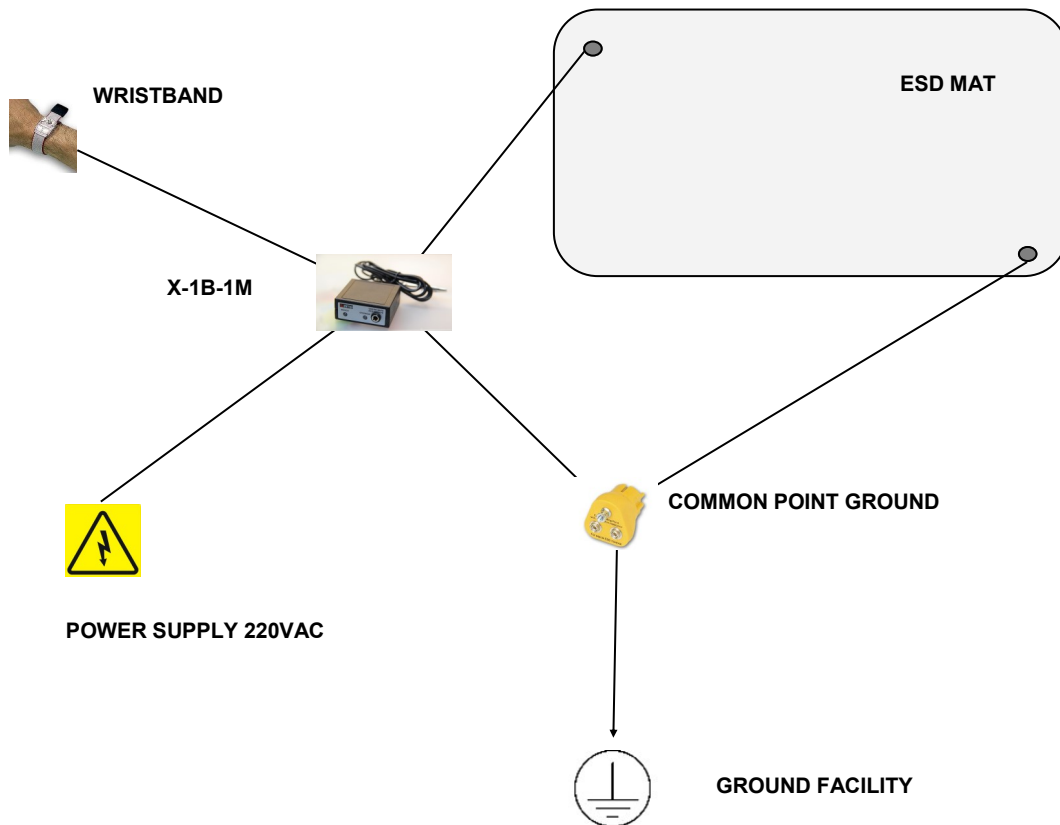 ESD MAT
WRISTBAND
X-1B-1M
COMMON POINT GROUND
POWER SUPPLY 220VAC
GROUND FACILITY